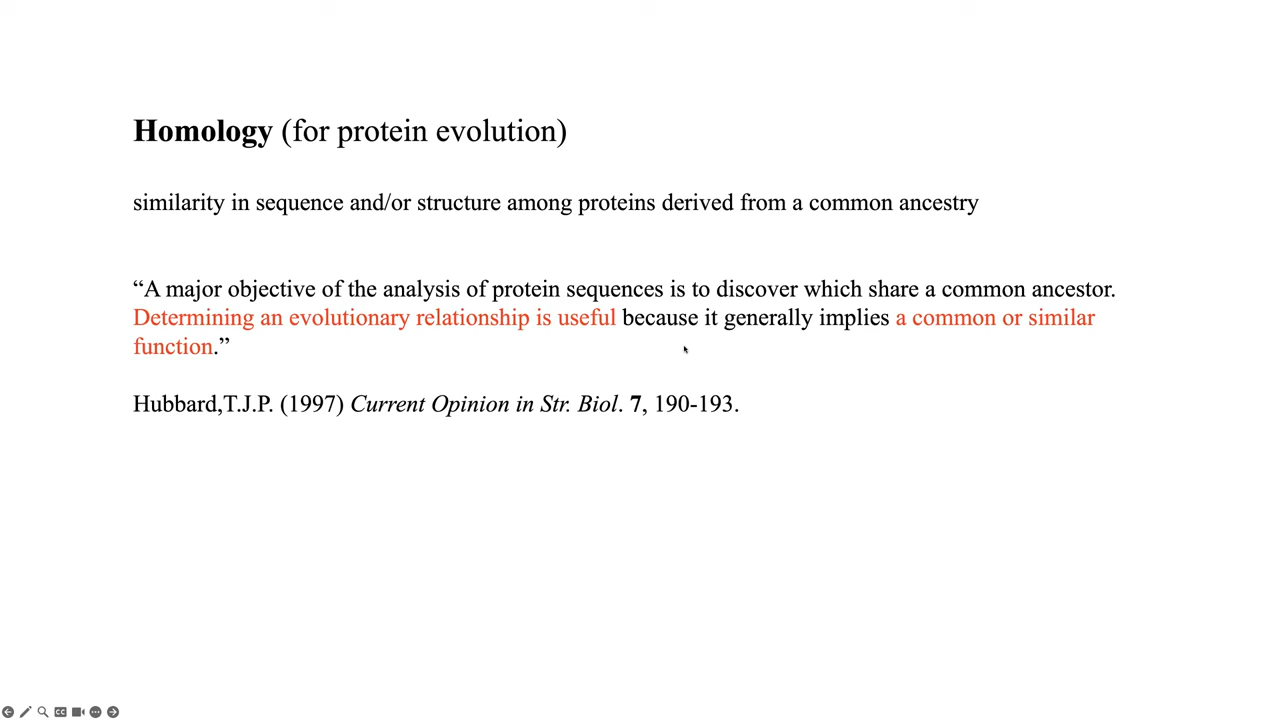 Homology (for protein evolution)
similarity in sequence and/or structure among proteins derived from a common ancestry
“A major objective of the analysis of protein sequences is to discover which share a common ancestor.
Determining an evolutionary relationship is useful because it generally implies a common or similar
function.”
Hubbard,T.J.P. (1997) Current Opinion in Str. Biol. 7, 190-193.
CC